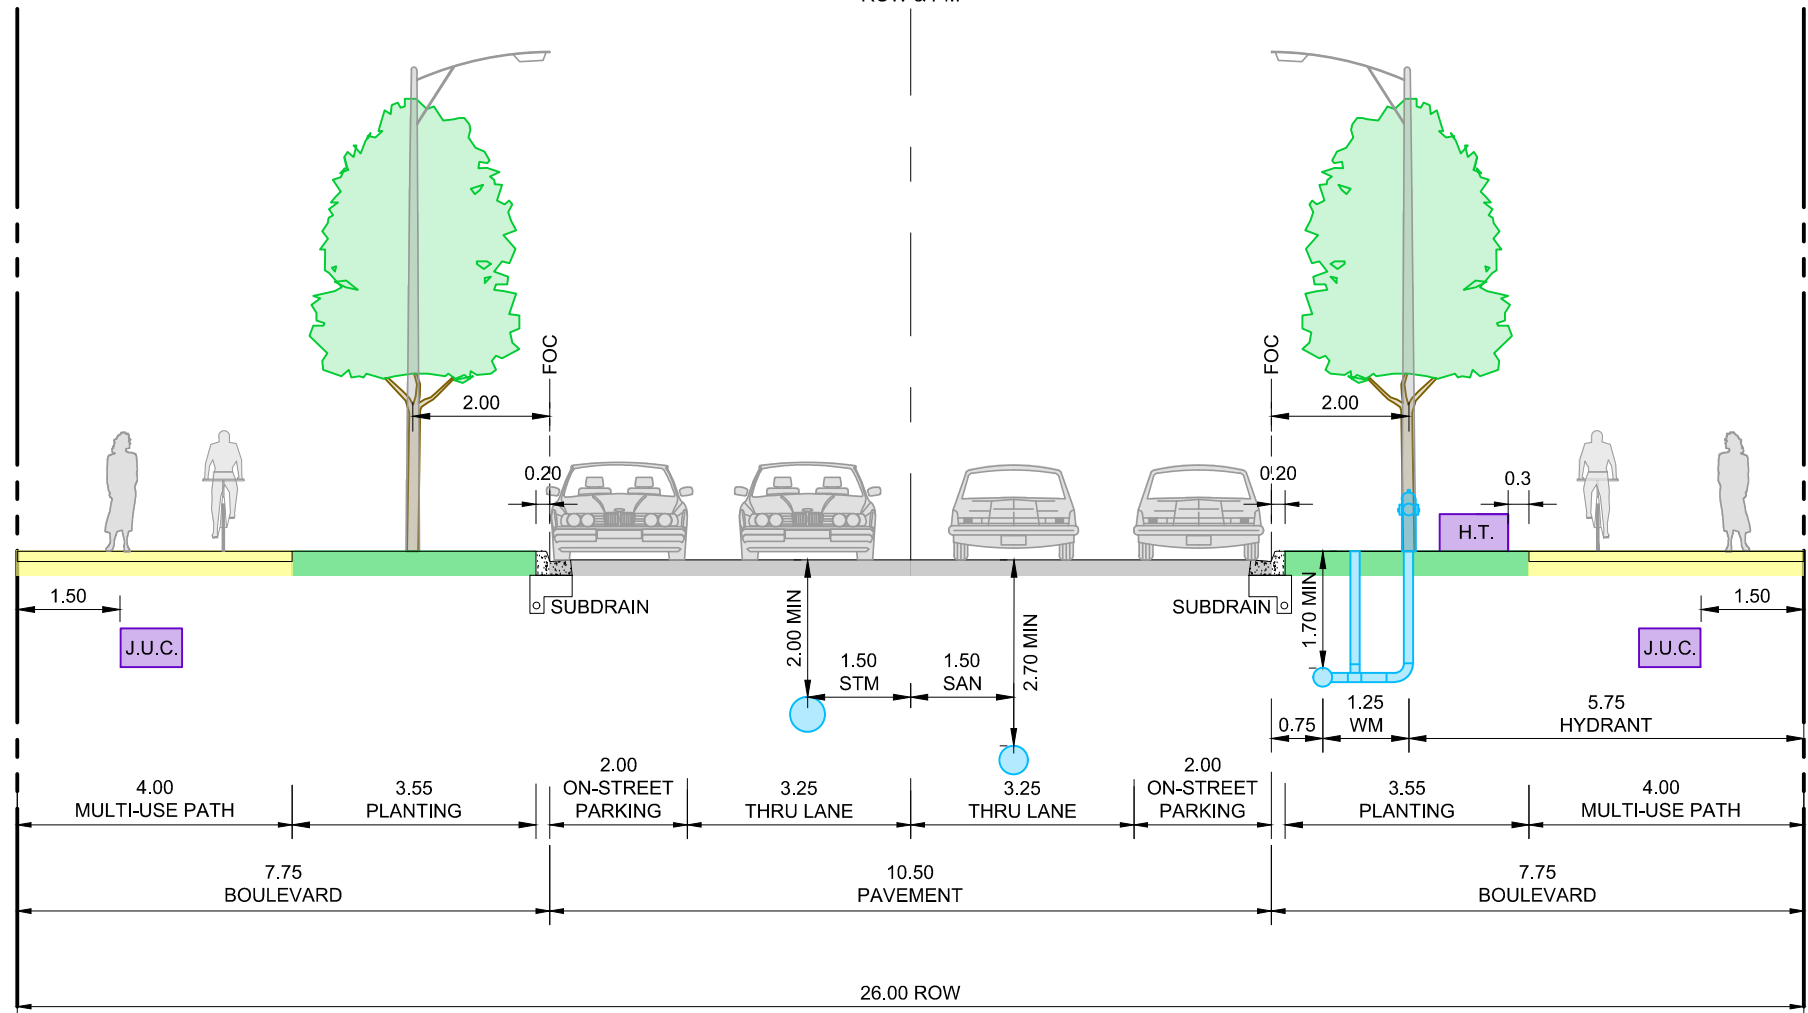 FOC
FOC
2.00
2.00
0.20
0.20
0.3
H.T.
1.50
SUBDRAIN
SUBDRAIN
1.50
J.U.C.
J.U.C.
2.00 MIN
2.70 MIN
1.70 MIN
1.50
STM
1.50
SAN
0.75
1.25
WM
5.75
HYDRANT
4.00
MULTI-USE PATH
3.55
PLANTING
2.00
ON-STREET
PARKING
3.25
THRU LANE
3.25
THRU LANE
2.00
ON-STREET
PARKING
3.55
PLANTING
4.00
MULTI-USE PATH
7.75
BOULEVARD
10.50
PAVEMENT
7.75
BOULEVARD
26.00 ROW